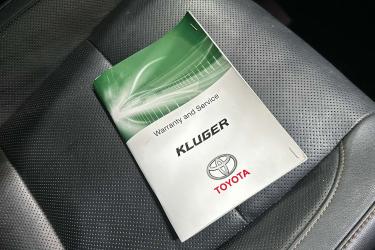 Warranty and Service
KLUGER
TOYOTA